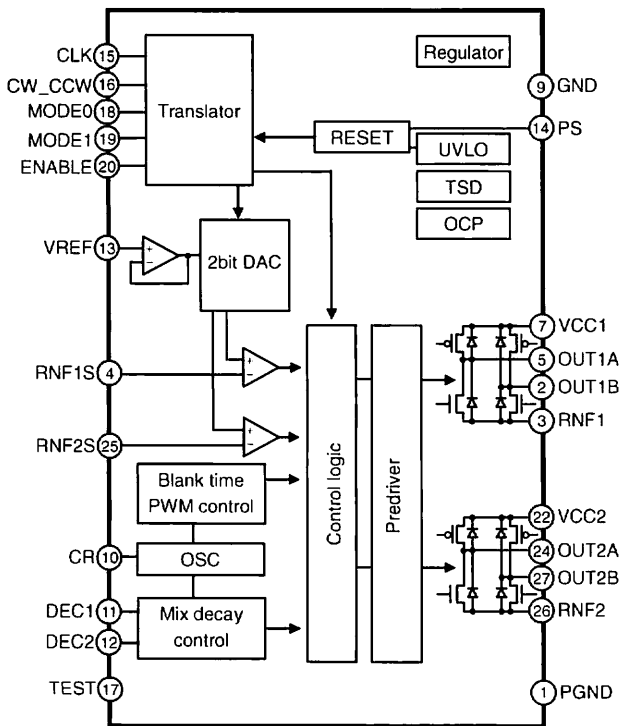 CLK 15
CW_CCW 16
MODE0 18
MODE1 19
ENABLE 20
Translator
Regulator
9 GND
14 PS
RESET
UVLO
TSD
OCP
VREF 13
+
−
2bit DAC
RNF1S 4
+
−
RNF2S 25
+
−
Blank time
PWM control
CR 10
OSC
DEC1 11
DEC2 12
Mix decay
control
TEST 17
Control logic
Predriver
7 VCC1
5 OUT1A
2 OUT1B
3 RNF1
22 VCC2
24 OUT2A
27 OUT2B
26 RNF2
1 PGND